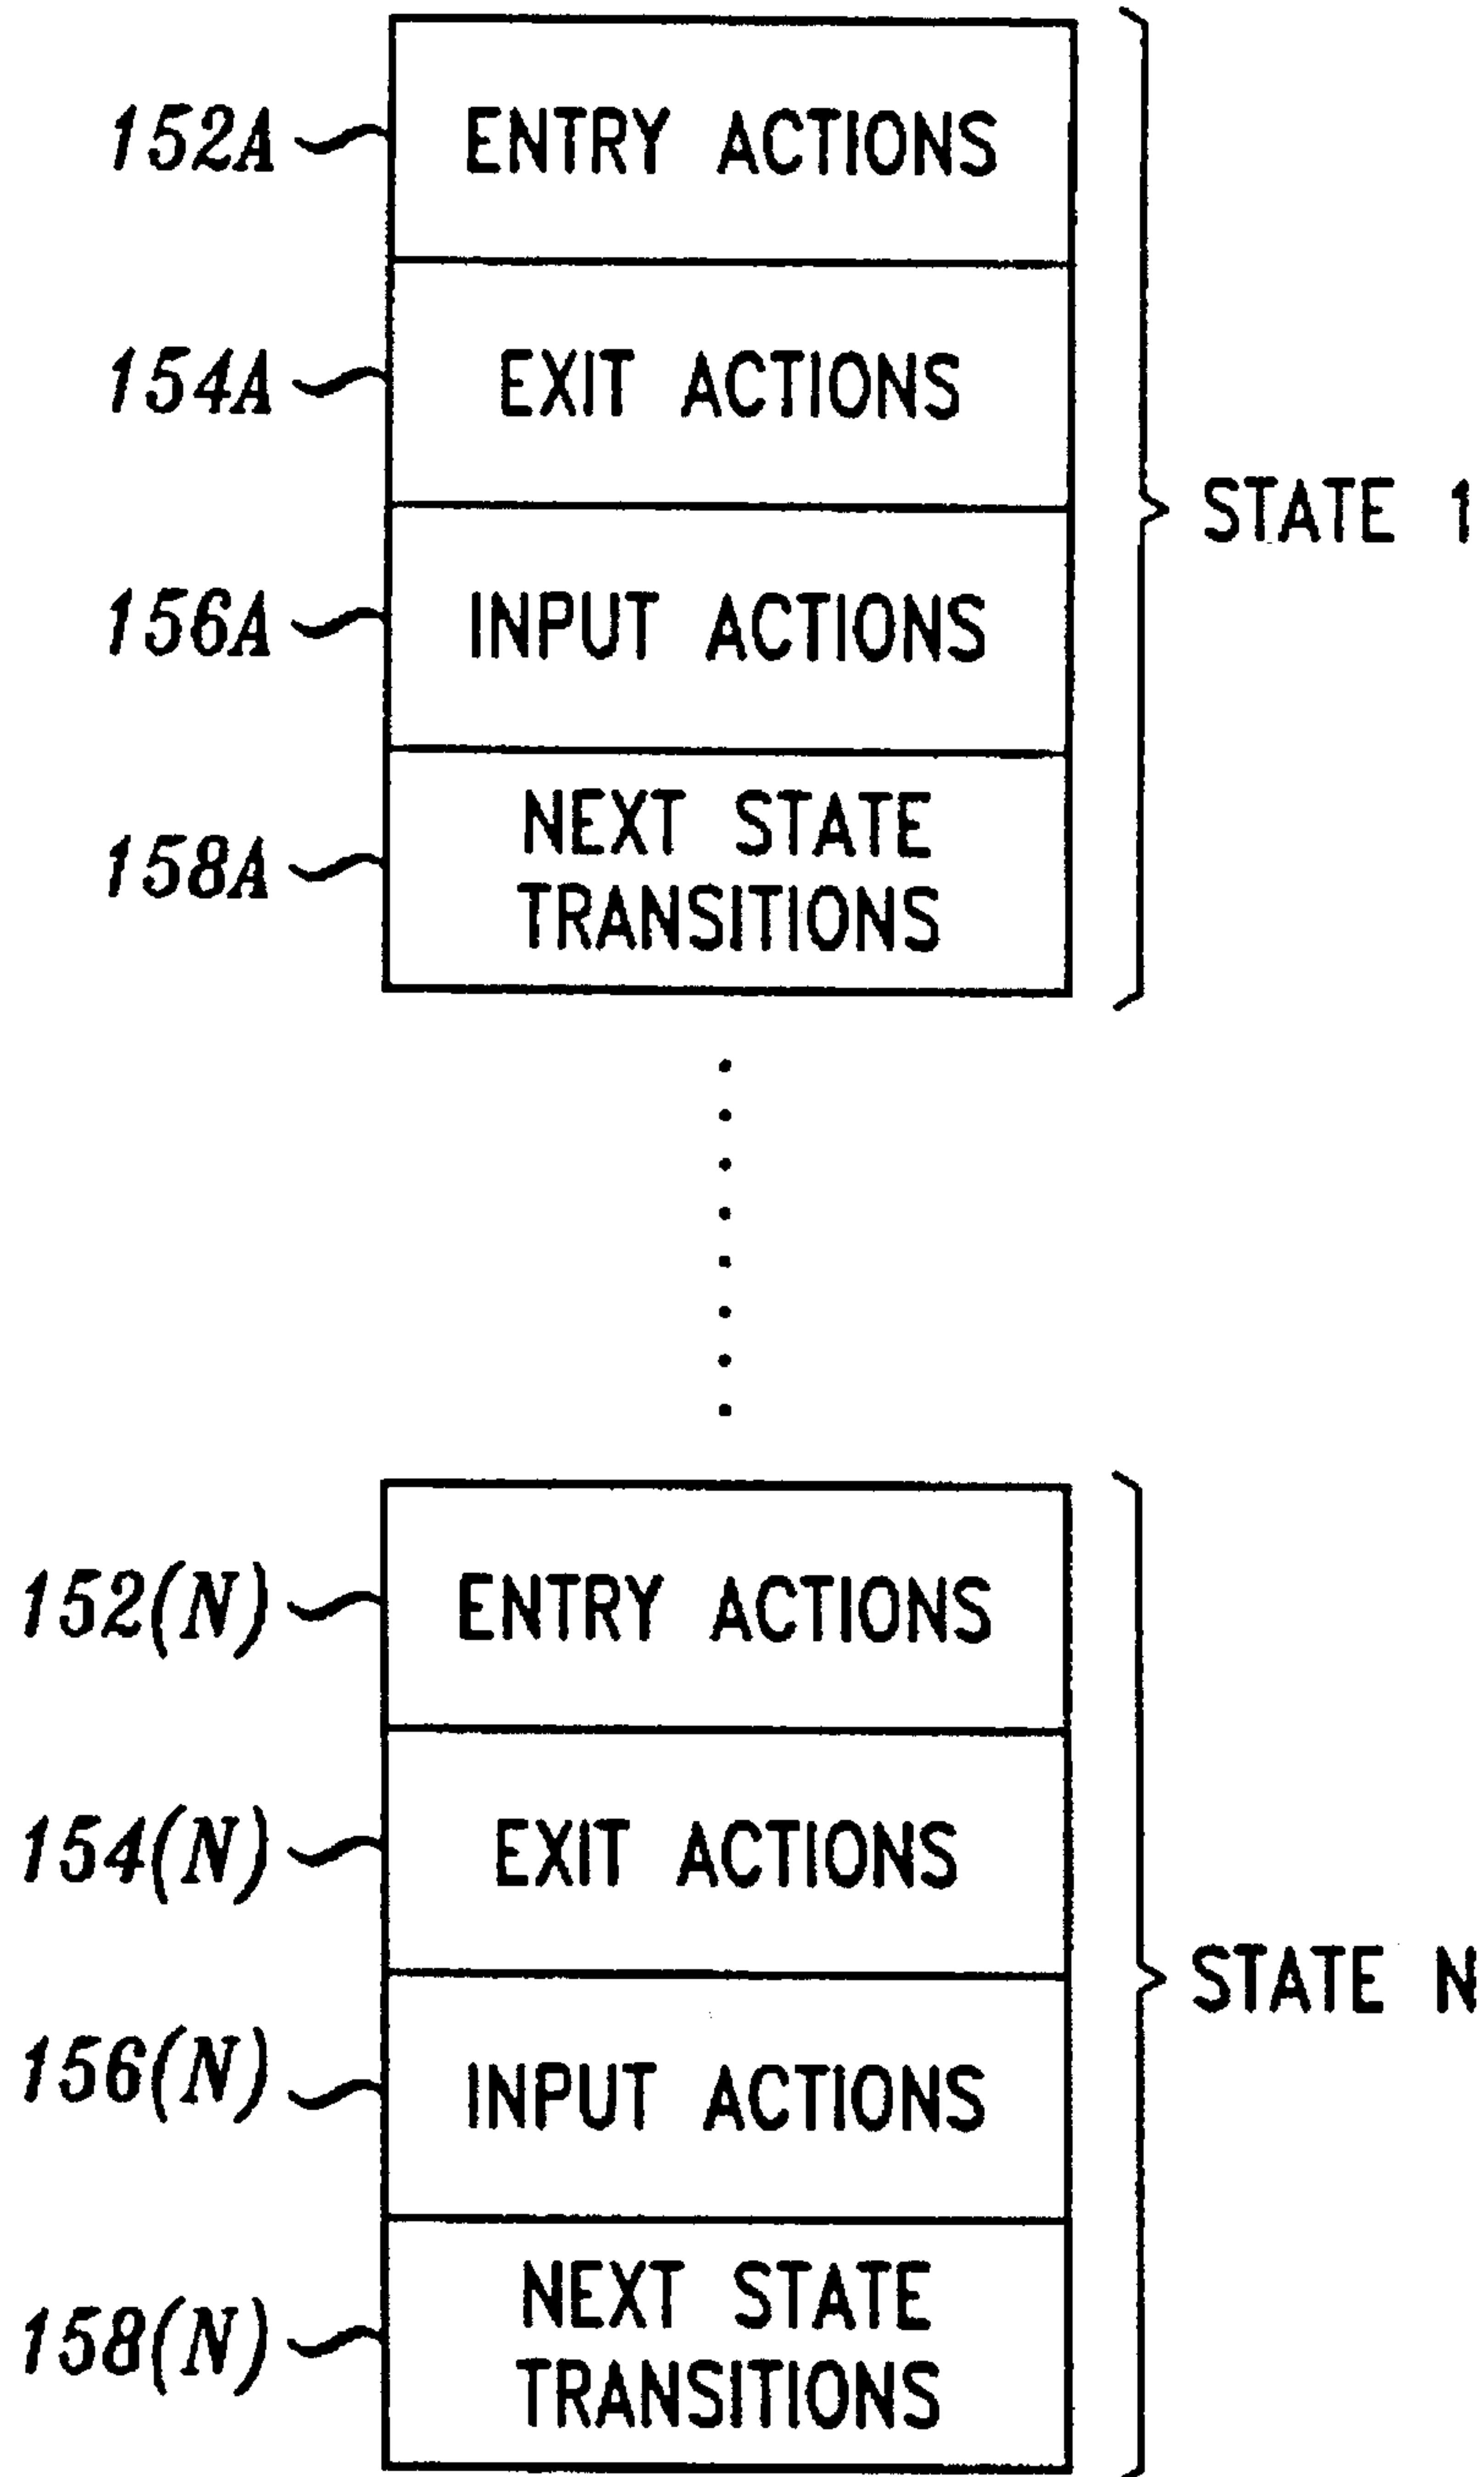 152A ENTRY ACTIONS
154A EXIT ACTIONS
STATE 1
156A INPUT ACTIONS
158A NEXT STATE
TRANSITIONS
152(N) ENTRY ACTIONS
154(N) EXIT ACTIONS
STATE N
156(N) INPUT ACTIONS
158(N) NEXT STATE
TRANSITIONS